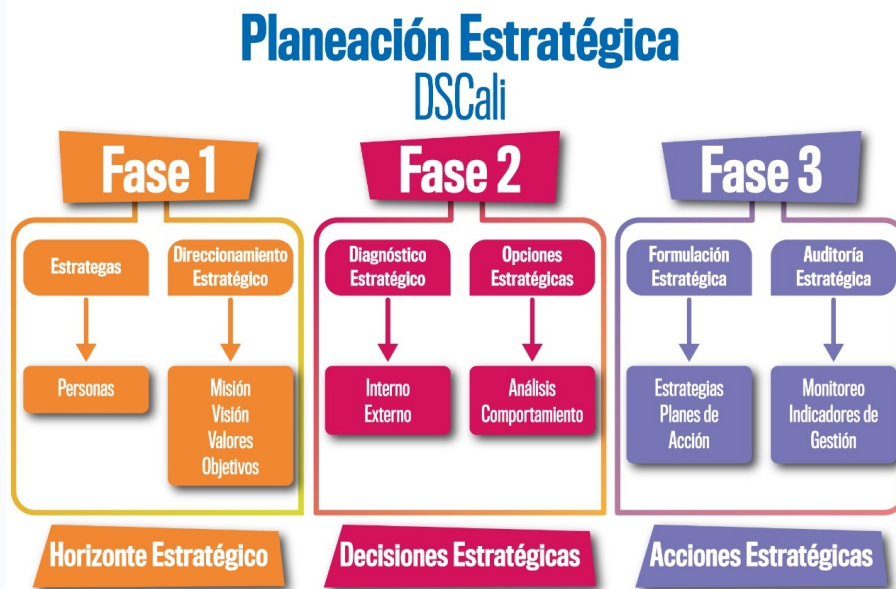 Planeación Estratégica
DSCali
Fase 1
Estrategas
Direccionamiento
Estratégico
Personas
Misión
Visión
Valores
Objetivos
Horizonte Estratégico
Fase 2
Diagnóstico
Estratégico
Opciones
Estratégicas
Interno
Externo
Análisis
Comportamiento
Decisiones Estratégicas
Fase 3
Formulación
Estratégica
Auditoría
Estratégica
Estrategias
Planes de
Acción
Monitoreo
Indicadores de
Gestión
Acciones Estratégicas